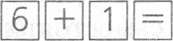 6 + 1 =